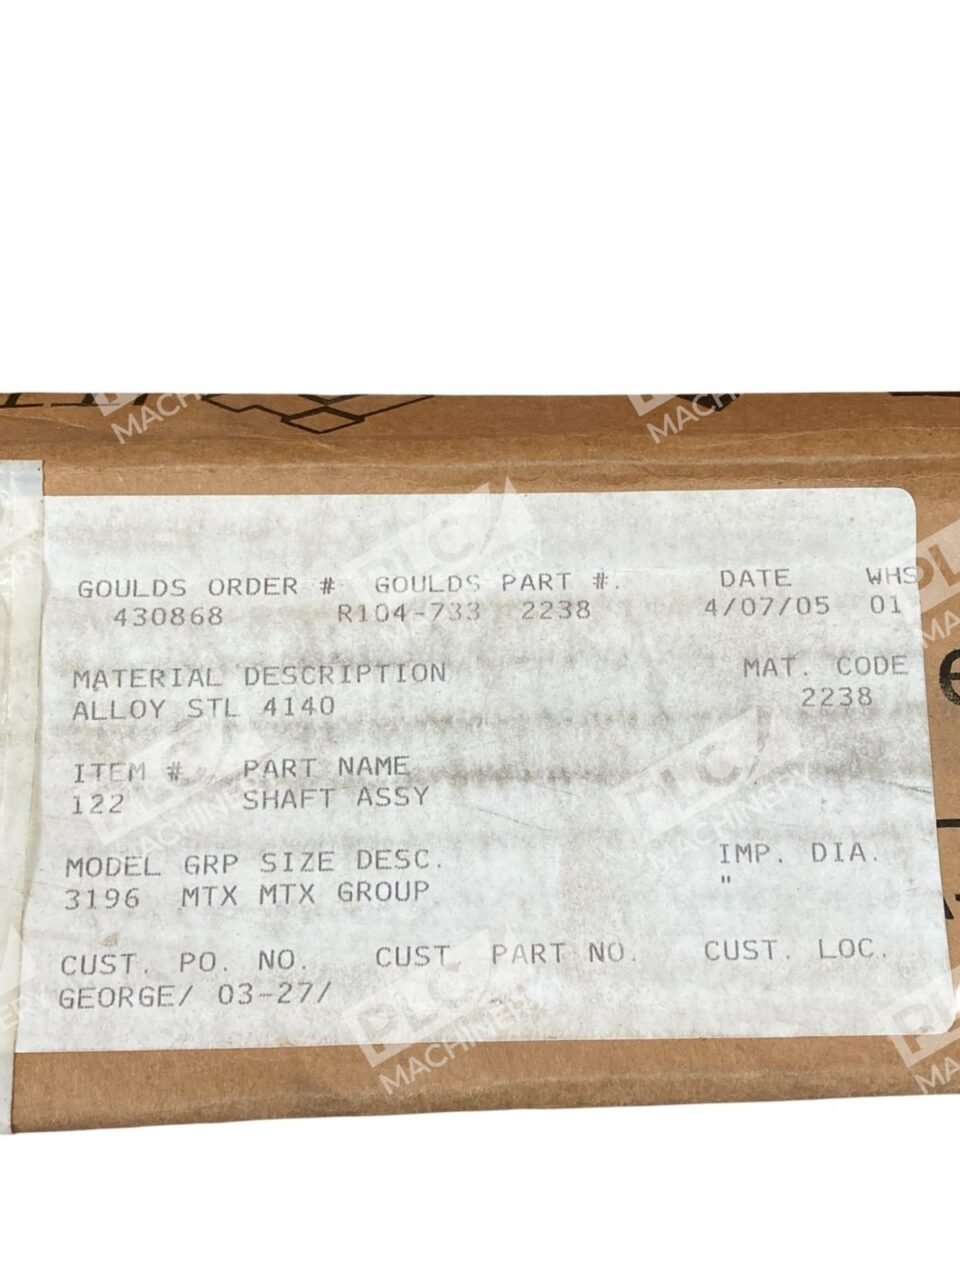 GOULDS ORDER # GOULDS PART #. DATE WHS
430868 R104-733 2238 4/07/05 01
MATERIAL DESCRIPTION MAT. CODE
ALLOY STL 4140 2238
ITEM # PART NAME
122 SHAFT ASSY
MODEL GRP SIZE DESC. IMP. DIA.
3196 MTX MTX GROUP "
CUST. PO. NO. CUST PART NO. CUST. LOC.
GEORGE/ 03-27/
PLC MACHINERY